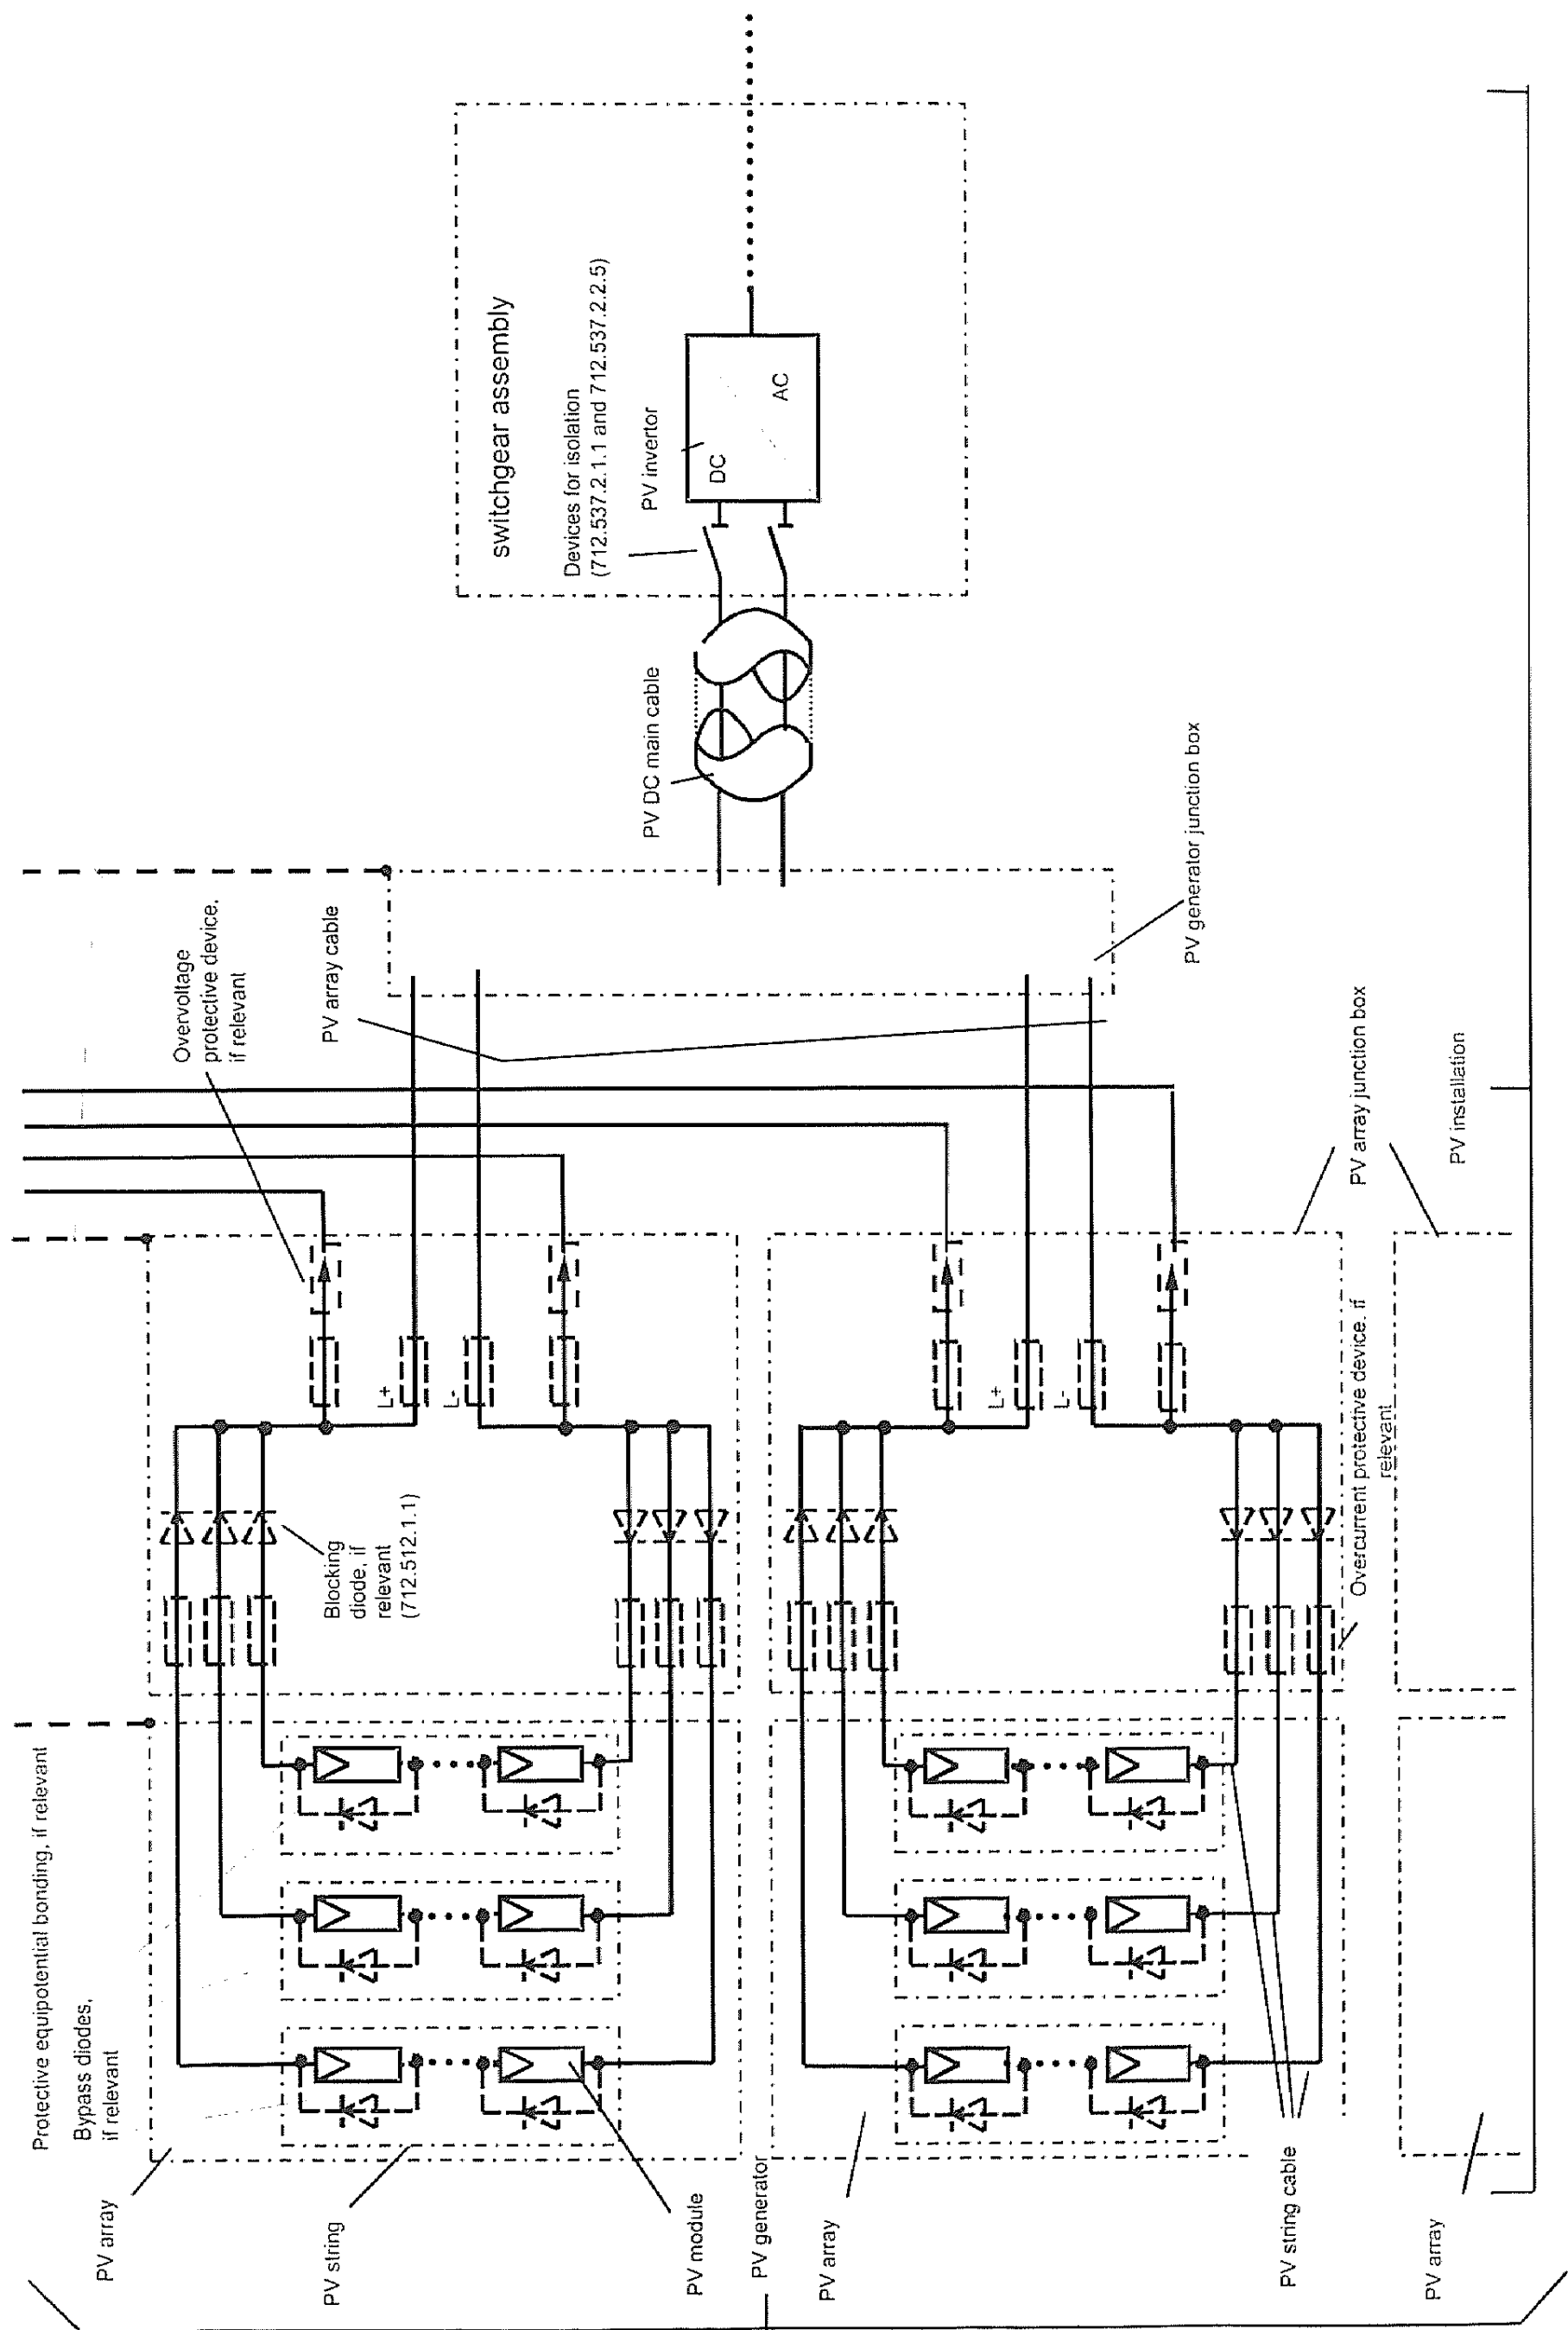 Protective equipotential bonding, if relevant
Bypass diodes,
if relevant
PV array
PV string
PV module
PV generator
PV array
PV string cable
PV array
Blocking
diode, if
relevant
(712.512.1.1)
L+
L-
L+
L-
Overcurrent protective device, if
relevant
Overvoltage
protective device,
if relevant
PV array cable
PV array junction box
PV installation
PV generator junction box
PV DC main cable
switchgear assembly
Devices for isolation
(712.537.2.1.1 and 712.537.2.2.5)
PV invertor
DC
AC